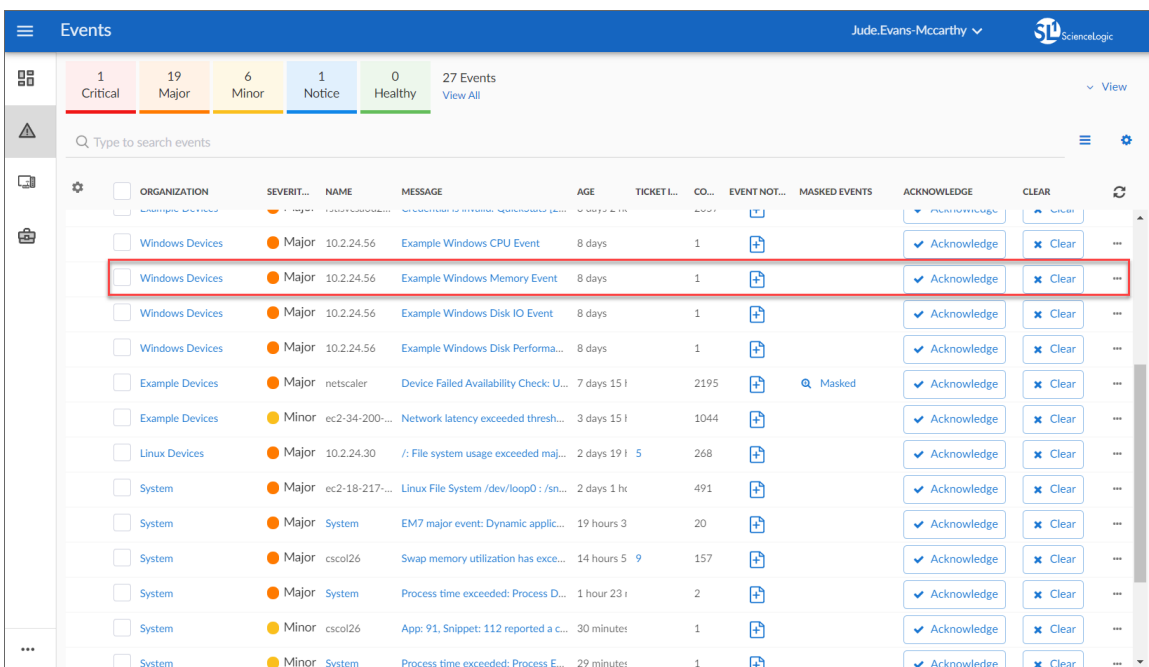 Events
Jude.Evans-Mccarthy
SL1 ScienceLogic
1 Critical
19 Major
6 Minor
1 Notice
0 Healthy
27 Events
View All
View
Type to search events
ORGANIZATION SEVERIT... NAME MESSAGE AGE TICKET I... CO... EVENT NOT... MASKED EVENTS ACKNOWLEDGE CLEAR
Example Devices Major Credential is invalid: Acknowledge Clear
Windows Devices Major 10.2.24.56 Example Windows CPU Event 8 days 1 Acknowledge Clear ...
Windows Devices Major 10.2.24.56 Example Windows Memory Event 8 days 1 Acknowledge Clear ...
Windows Devices Major 10.2.24.56 Example Windows Disk IO Event 8 days 1 Acknowledge Clear ...
Windows Devices Major 10.2.24.56 Example Windows Disk Performa... 8 days 1 Acknowledge Clear ...
Example Devices Major netscaler Device Failed Availability Check: U... 7 days 15 2195 Masked Acknowledge Clear ...
Example Devices Minor ec2-34-200-... Network latency exceeded thresh... 3 days 15 1044 Acknowledge Clear ...
Linux Devices Major 10.2.24.30 /: File system usage exceeded maj... 2 days 19 5 268 Acknowledge Clear ...
System Major ec2-18-217-... Linux File System /dev/loop0 : /sn... 2 days 1 491 Acknowledge Clear ...
System Major System EM7 major event: Dynamic applic... 19 hours 3 20 Acknowledge Clear ...
System Major cscol26 Swap memory utilization has exce... 14 hours 5 9 157 Acknowledge Clear ...
System Major System Process time exceeded: Process D... 1 hour 23 2 Acknowledge Clear ...
System Minor cscol26 App: 91, Snippet: 112 reported a c... 30 minutes 1 Acknowledge Clear ...
System Minor System Process time exceeded: Process E... 29 minutes 1 Acknowledge Clear ...